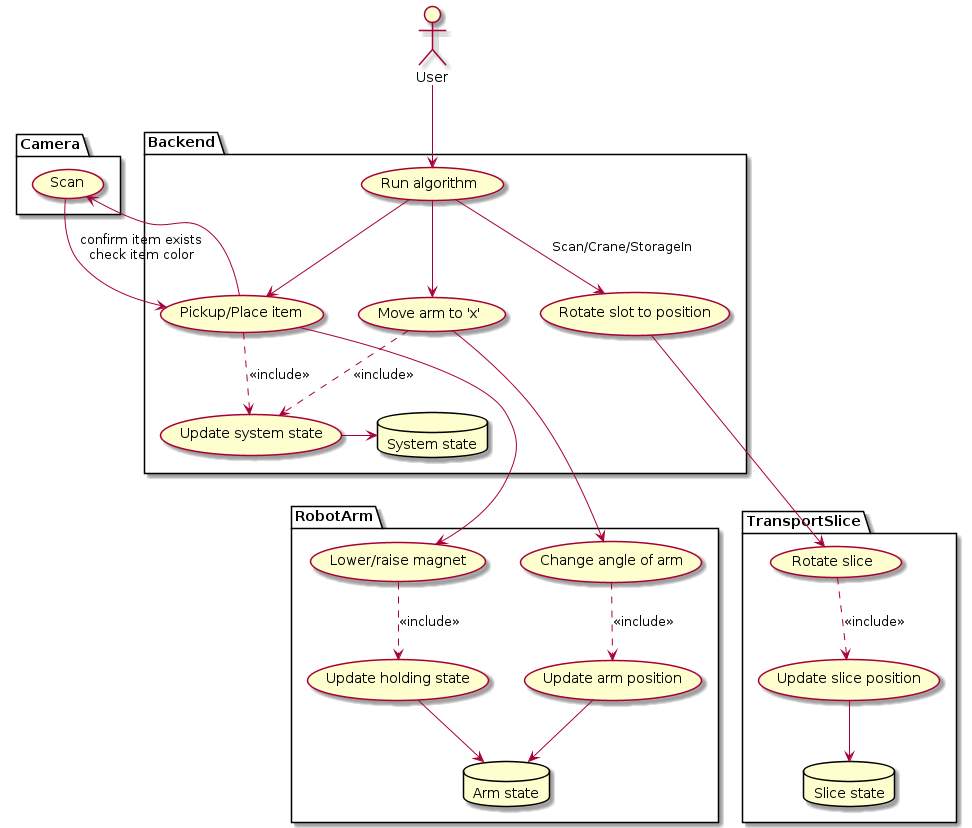 User
Camera
Backend
Scan
Run algorithm
confirm item exists
check item color
Scan/Crane/StorageIn
Pickup/Place item
Move arm to 'x'
Rotate slot to position
«include»
«include»
Update system state
System state
RobotArm
TransportSlice
Lower/raise magnet
Change angle of arm
Rotate slice
«include»
«include»
«include»
Update holding state
Update arm position
Update slice position
Arm state
Slice state